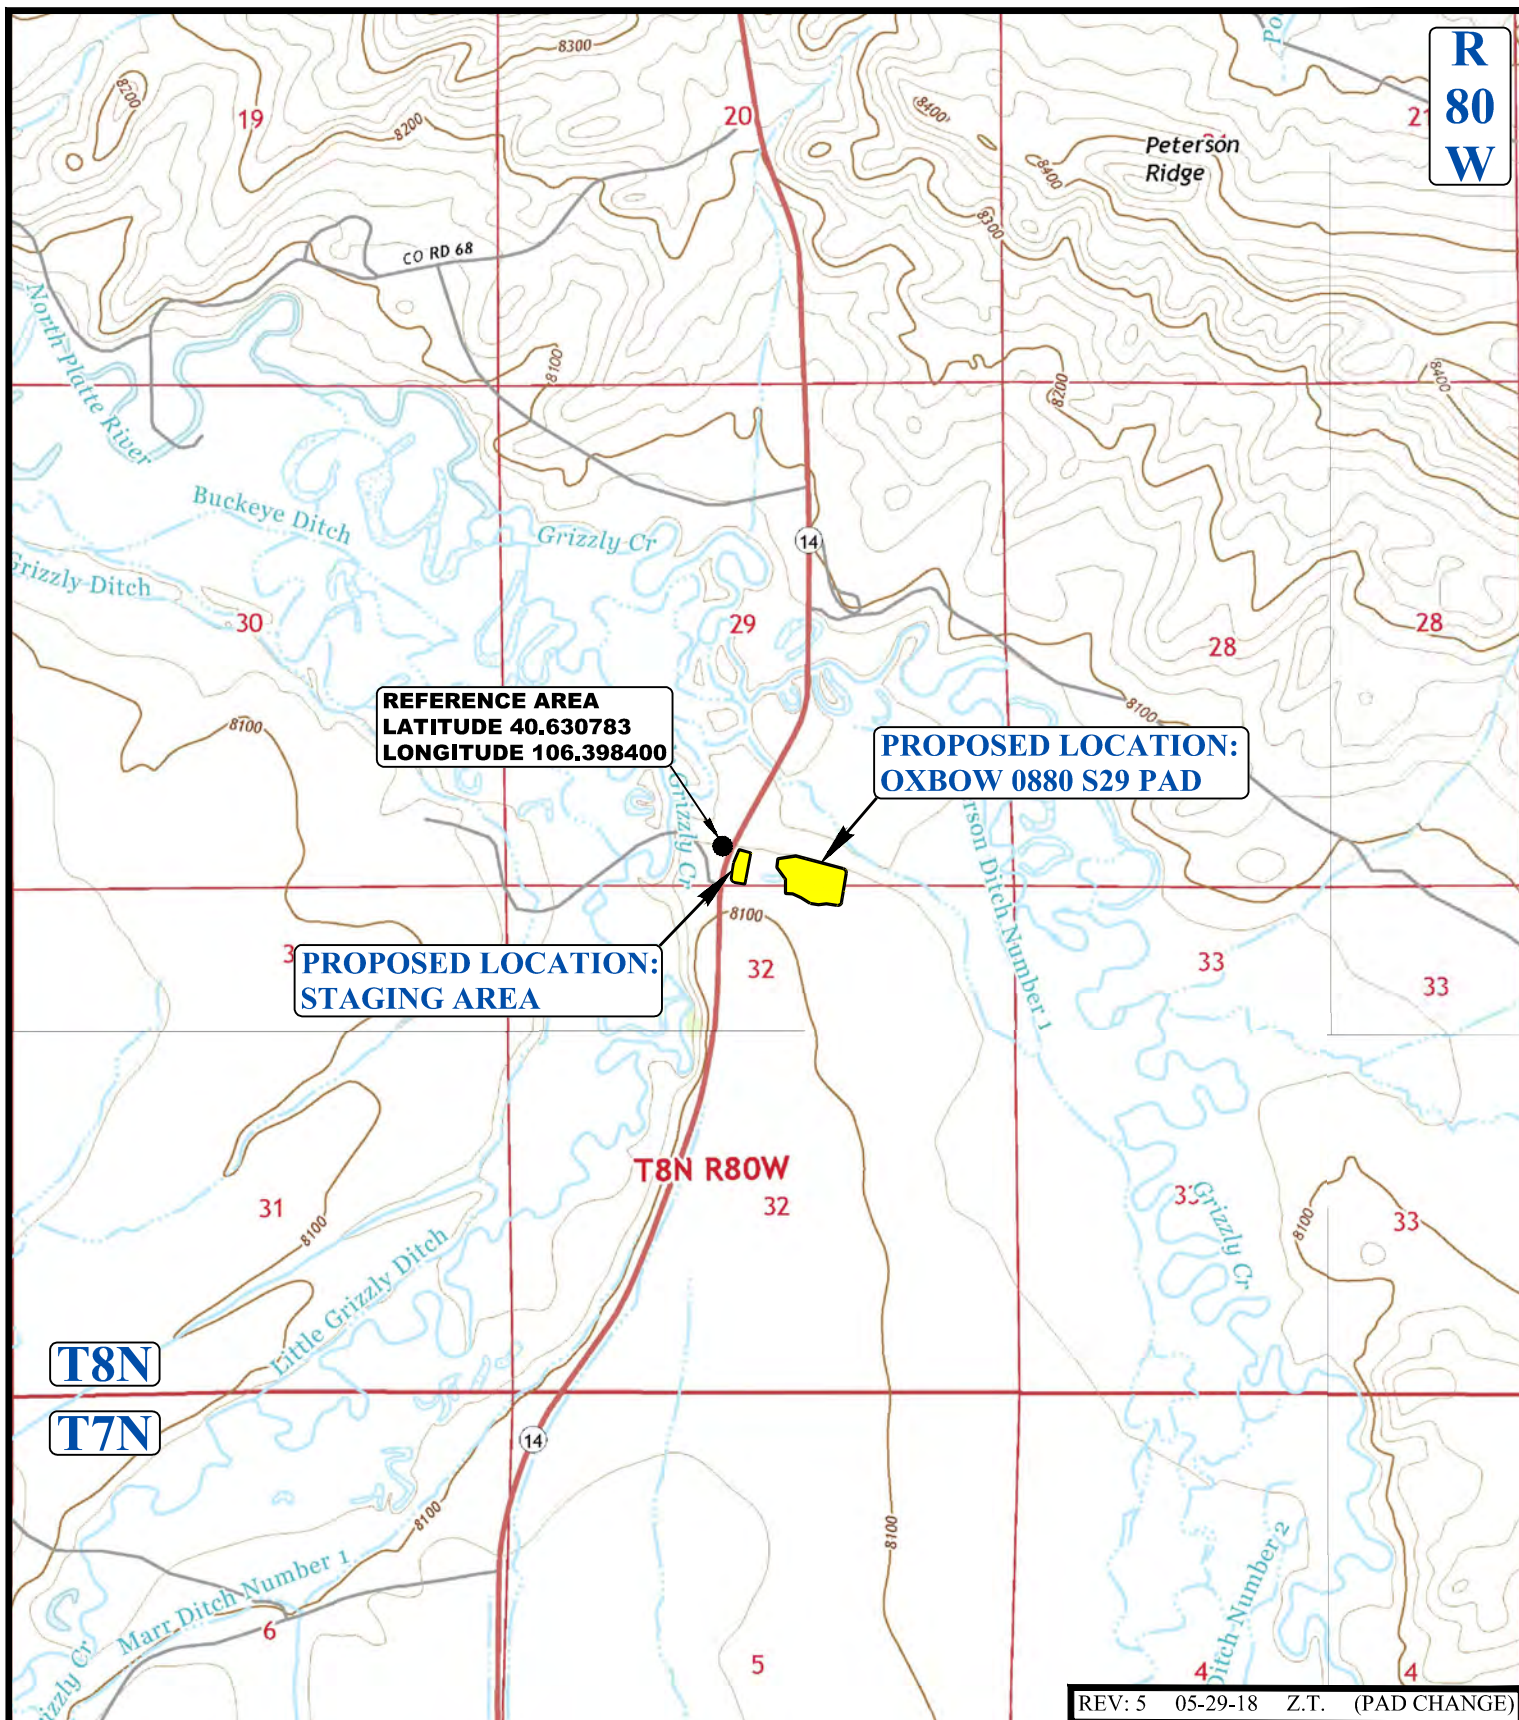 R
80
W
8300
8200
19
8200
20
8400
Peterson
Ridge
8400
8300
CO RD 68
North Platte River
8100
8200
8400
Buckeye Ditch
Grizzly Cr
14
Grizzly Ditch
30
29
28
28
REFERENCE AREA
LATITUDE 40.630783
LONGITUDE 106.398400
8100
8100
PROPOSED LOCATION:
OXBOW 0880 S29 PAD
Grizzly Cr
rson Ditch Number 1
8100
PROPOSED LOCATION:
STAGING AREA
32
33
33
T8N R80W
31
32
33
Grizzly Cr
33
8100
8100
Little Grizzly Ditch
T8N
T7N
14
8100
8100
Marr Ditch Number 1
Ditch Number 2
6
izzly Cr
5
4
4
REV: 5 05-29-18 Z.T. (PAD CHANGE)